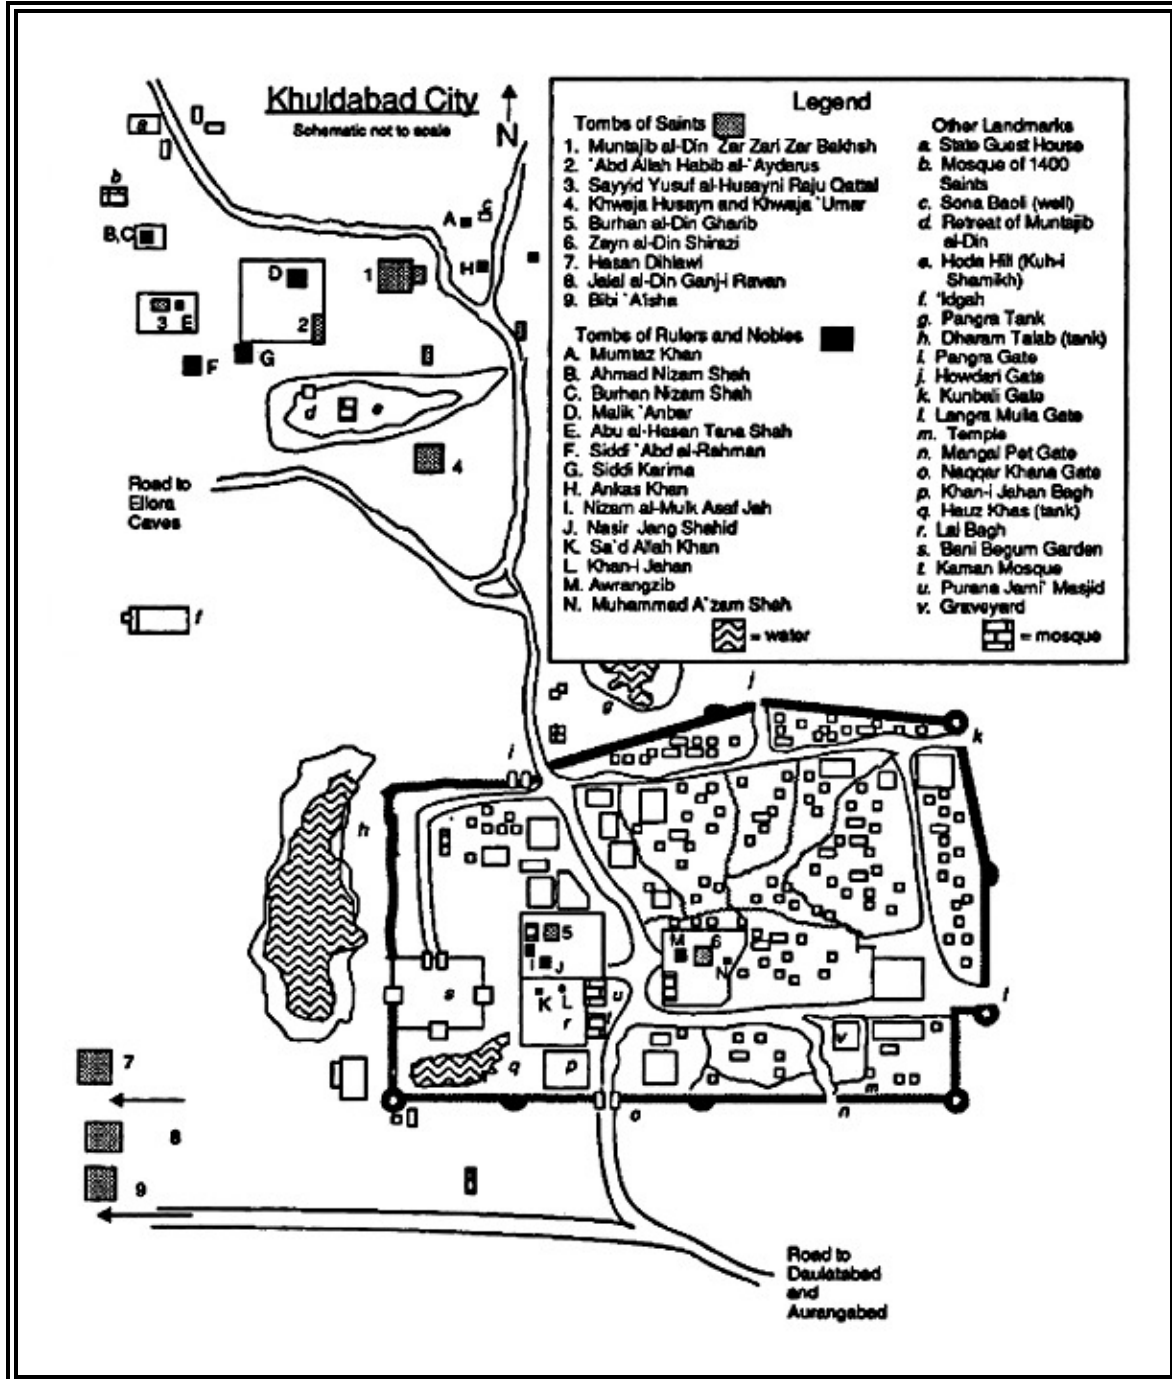 Khuldabad City
Schematic not to scale
N
Legend
Tombs of Saints
1. Muntajib al-Din Zar Zari Zar Bakhsh
2. 'Abd Allah Habib al-'Aydarus
3. Sayyid Yusuf al-Husayni Raju Qattal
4. Khwaja Husayn and Khwaja 'Umar
5. Burhan al-Din Gharib
6. Zayn al-Din Shirazi
7. Hasan Dihlawi
8. Jalal al-Din Ganj-i Ravan
9. Bibi 'A'isha
Tombs of Rulers and Nobles
A. Mumtaz Khan
B. Ahmad Nizam Shah
C. Burhan Nizam Shah
D. Malik 'Anbar
E. Abu al-Hasan Tana Shah
F. Siddi 'Abd al-Rahman
G. Siddi Karima
H. Ankas Khan
I. Nizam al-Mulk Asaf Jah
J. Nasir Jang Shahid
K. Sa'd Allah Khan
L. Khan-i Jahan
M. Awrangzib
N. Muhammad A'zam Shah
= water
Other Landmarks
a. State Guest House
b. Mosque of 1400
Saints
c. Sona Baoli (well)
d. Retreat of Muntajib
al-Din
e. Hoda Hill (Kuh-i
Shamikh)
f. 'Idgah
g. Pangra Tank
h. Dharam Talab (tank)
i. Pangra Gate
j. Howdari Gate
k. Kunbali Gate
l. Langra Mulla Gate
m. Temple
n. Mangal Pet Gate
o. Naqqar Khana Gate
p. Khan-i Jahan Bagh
q. Hauz Khas (tank)
r. Lal Bagh
s. Bani Begum Garden
t. Kaman Mosque
u. Purana Jami' Masjid
v. Graveyard
= mosque
a
b
B,C
A
c
H
D
1
3 E
2
F
G
d
e
4
Road to
Ellora
Caves
f
g
j
i
k
h
5
I
J
M
6
N
s
K
L
u
r
t
l
v
q
p
m
o
n
7
8
9
Road to
Daulatabad
and
Aurangabad